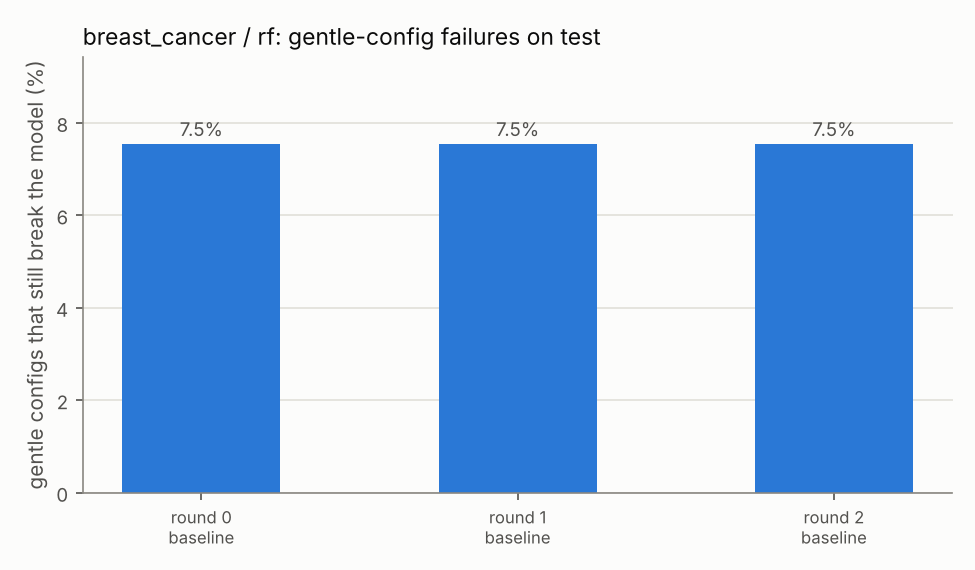 breast_cancer / rf: gentle-config failures on test
gentle configs that still break the model (%)
8
6
4
2
0
7.5%
7.5%
7.5%
round 0
baseline
round 1
baseline
round 2
baseline